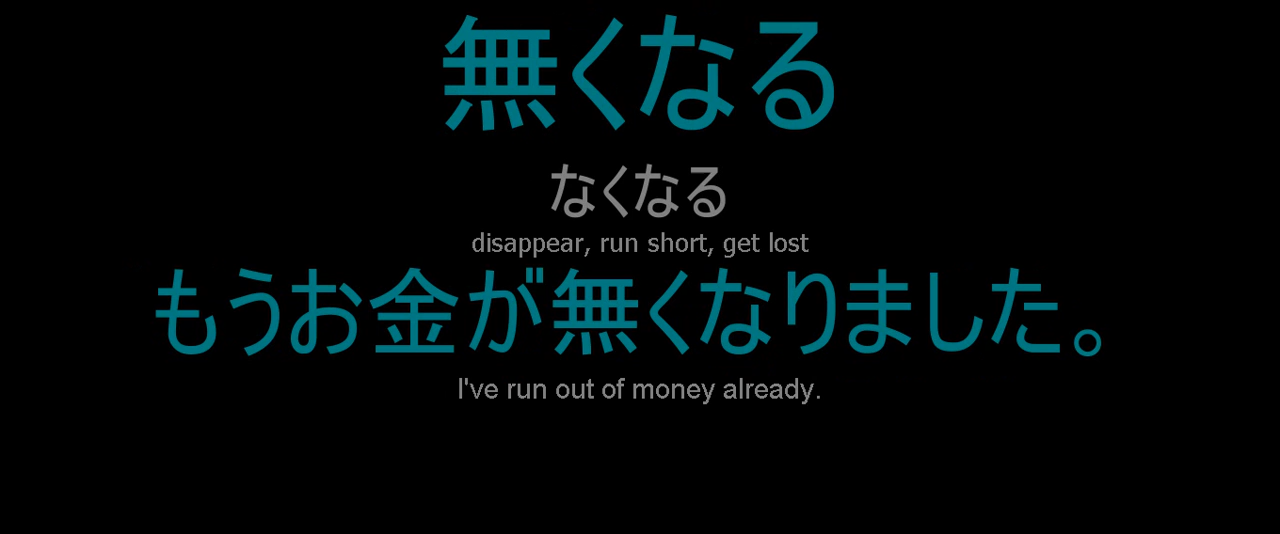 無くなる
なくなる
disappear, run short, get lost
もうお金が無くなりました。
I've run out of money already.